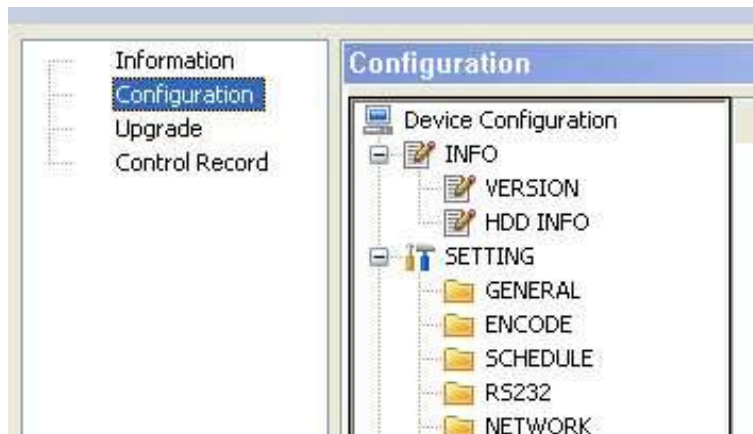 Information
Configuration
Upgrade
Control Record
Configuration
Device Configuration
INFO
VERSION
HDD INFO
SETTING
GENERAL
ENCODE
SCHEDULE
RS232
NETWORK